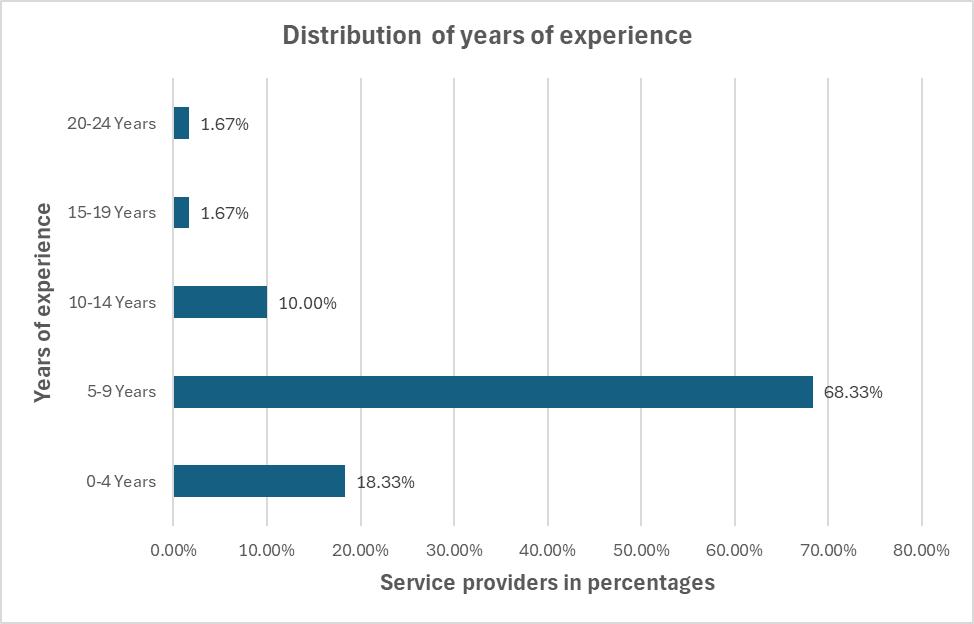 Distribution of years of experience
Years of experience
20-24 Years
1.67%
15-19 Years
1.67%
10-14 Years
10.00%
5-9 Years
68.33%
0-4 Years
18.33%
0.00% 10.00% 20.00% 30.00% 40.00% 50.00% 60.00% 70.00% 80.00%
Service providers in percentages